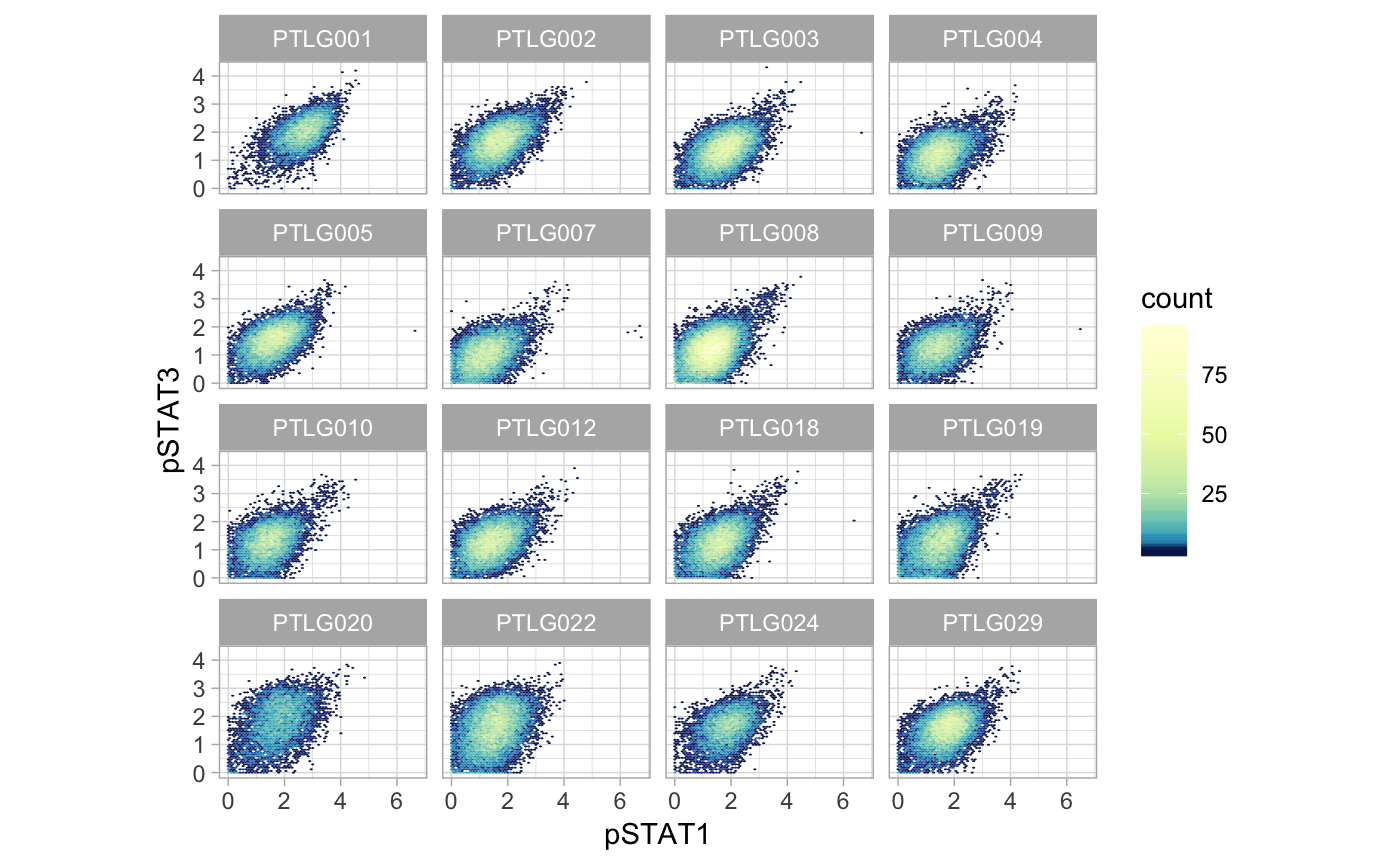 PTLG001 PTLG002 PTLG003 PTLG004
4
3
2
1
0
PTLG005 PTLG007 PTLG008 PTLG009
4
3
2
1
0
PTLG010 PTLG012 PTLG018 PTLG019
4
3
2
1
0
PTLG020 PTLG022 PTLG024 PTLG029
4
3
2
1
0
0 2 4 6 0 2 4 6 0 2 4 6 0 2 4 6
pSTAT1
pSTAT3
count
75
50
25